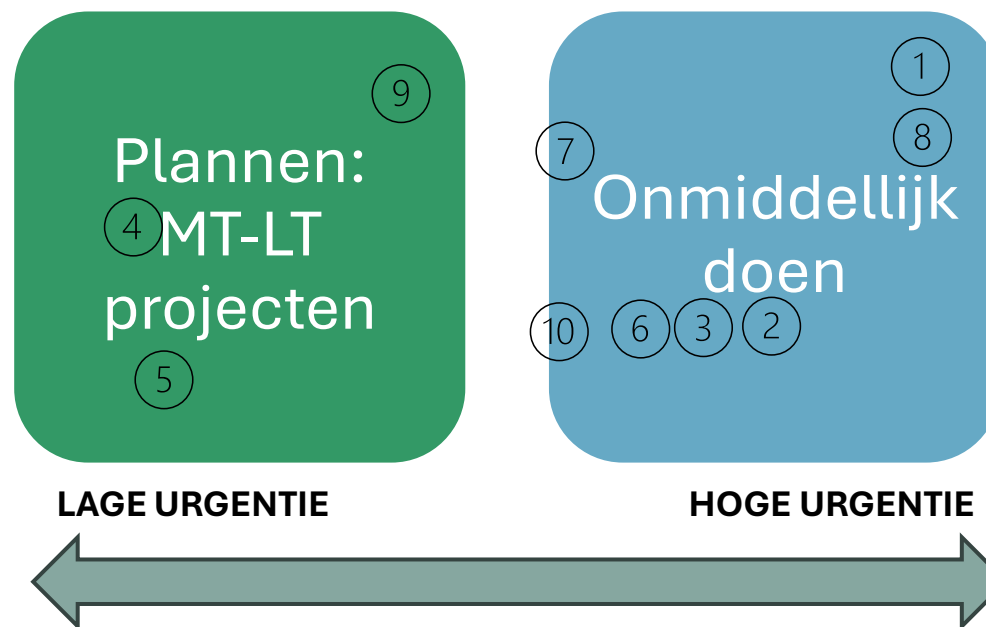 9
Plannen:
4
MT-LT
projecten
5
1
8
7
Onmiddellijk
doen
10 6 3 2
LAGE URGENTIE
HOGE URGENTIE